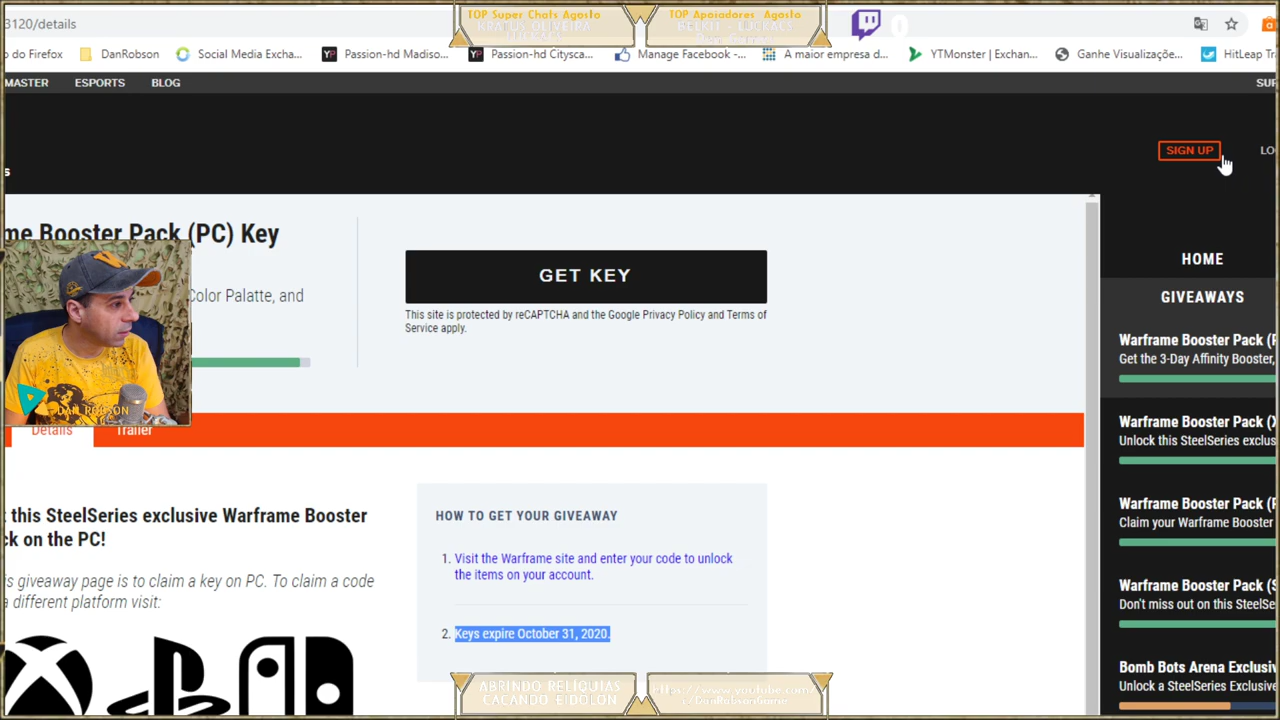 TOP Super Chats Agosto
TOP Apoiadores Agosto
3120/details
0
o do Firefox
DanRobson
Social Media Excha...
YP Passion-hd Madiso...
YP Passion-hd Citysca...
Manage Facebook -...
A maior empresa d...
YTMonster | Exchan...
Ganhe Visualizaçõe...
HitLeap Tr
MASTER
ESPORTS
BLOG
SUP
SIGN UP
LO
s
me Booster Pack (PC) Key
Color Palatte, and
GET KEY
This site is protected by reCAPTCHA and the Google Privacy Policy and Terms of
Service apply.
HOME
GIVEAWAYS
Warframe Booster Pack (P
Get the 3-Day Affinity Booster,
Warframe Booster Pack (X
Unlock this SteelSeries exclus
Warframe Booster Pack (P
Claim your Warframe Booster
Warframe Booster Pack (S
Don't miss out on this SteelSe
Bomb Bots Arena Exclusiv
Unlock a SteelSeries Exclusive
DAN ROBSON
Details
Trailer
t this SteelSeries exclusive Warframe Booster
ck on the PC!
is giveaway page is to claim a key on PC. To claim a code
a different platform visit:
HOW TO GET YOUR GIVEAWAY
1. Visit the Warframe site and enter your code to unlock
the items on your account.
2. Keys expire October 31, 2020.
ABRINDO RELIQUIAS
CAÇANDO EIDOLON
https://www.youtube.com/
c/DanRobsonGame